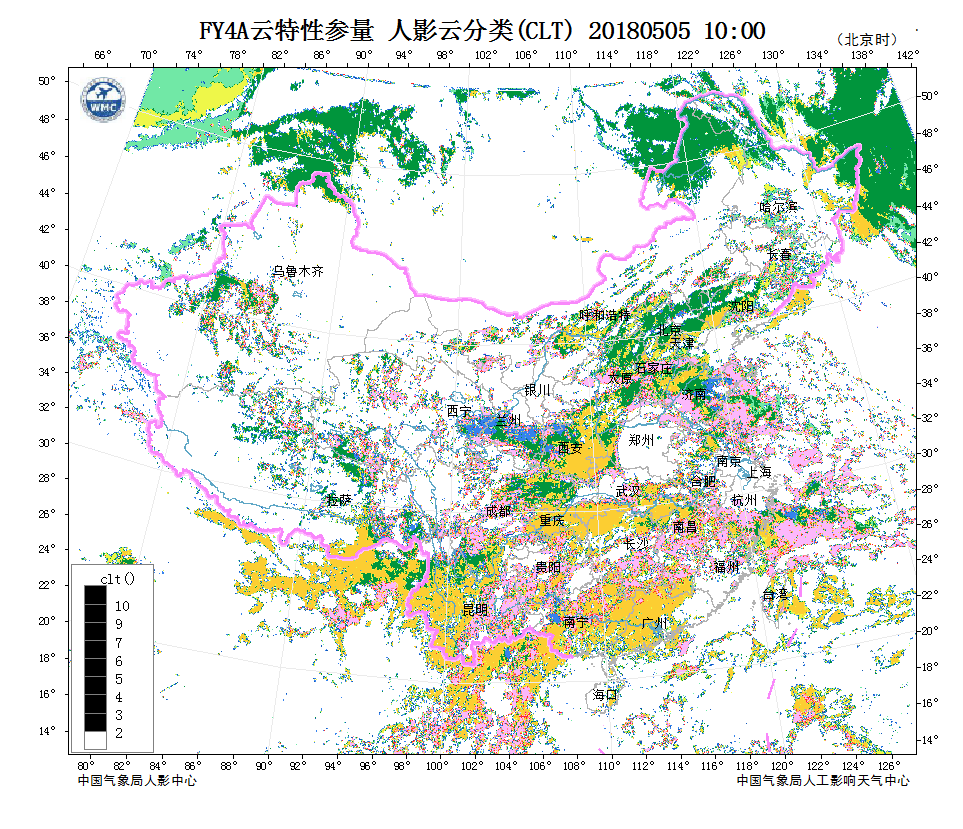 FY4A云特性参量 人影云分类(CLT) 20180505 10:00
(北京时)
66° 70° 74° 78° 82° 86° 90° 94° 98° 102° 106° 110° 114° 118° 122° 126° 130° 134° 138° 142°
50° 50°
48° 48°
46° 46°
44° 44°
42° 42°
40° 40°
38° 38°
36° 36°
34° 34°
32° 32°
30° 30°
28° 28°
26° 26°
24° 24°
22° 22°
20° 20°
18° 18°
16° 16°
14° 14°
WMC
哈尔滨
长春
乌鲁木齐
沈阳
呼和浩特
北京
天津
石家庄
太原
银川
济南
西宁
兰州
郑州
西安
南京
上海
合肥
武汉
拉萨
杭州
成都
重庆
南昌
长沙
贵阳
福州
台湾
昆明
南宁
广州
海口
clt()
10
9
7
6
5
4
3
2
80° 82° 84° 86° 88° 90° 92° 94° 96° 98° 100° 102° 104° 106° 108° 110° 112° 114° 116° 118° 120° 122° 124° 126°
中国气象局人影中心
中国气象局人工影响天气中心